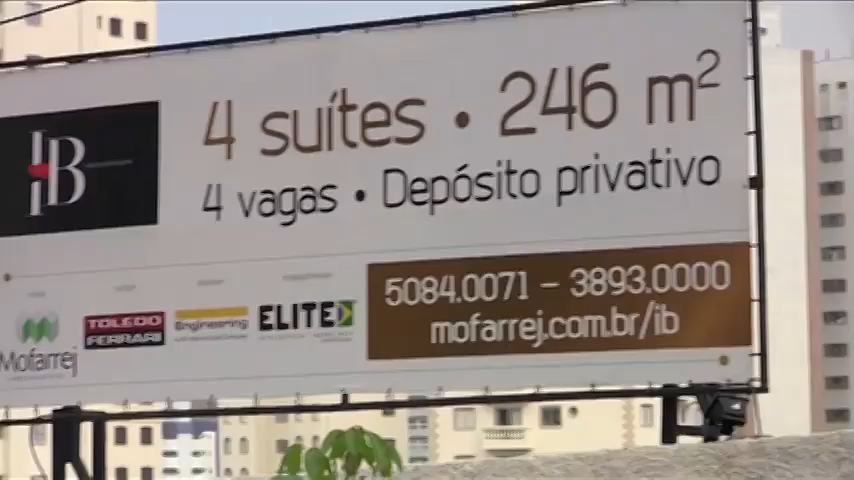 4 suítes • 246 m²
IB
4 vagas • Depósito privativo
5084.0071 – 3893.0000
mofarrej.com.br/ib
Mofarrej
TOLEDO
FERRARI
Engineering
ELITE